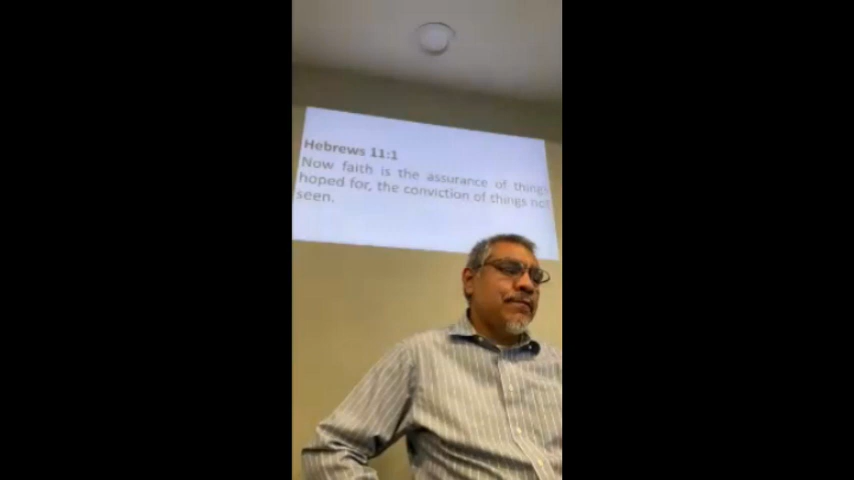 Hebrews 11:1
Now faith is the assurance of things
hoped for, the conviction of things not
seen.